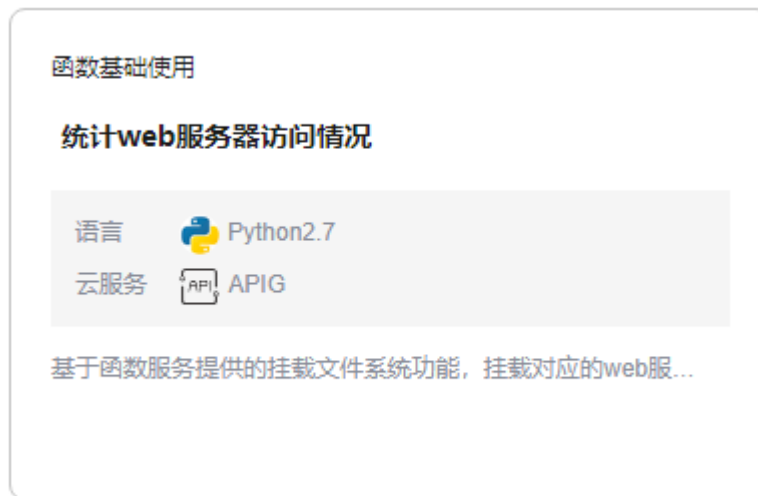 函数基础使用
统计web服务器访问情况
语言 Python2.7
云服务 API APIG
基于函数服务提供的挂载文件系统功能，挂载对应的web服...